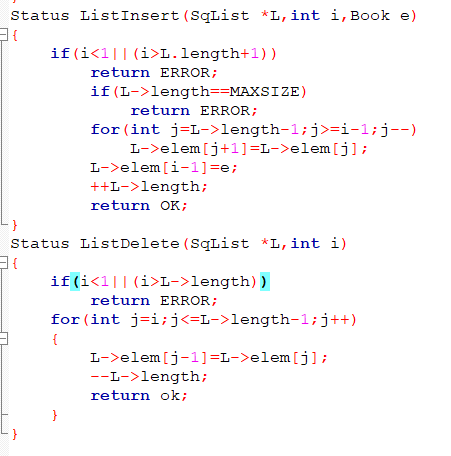 Status ListInsert(SqList *L,int i,Book e)
{
    if(i<1||(i>L.length+1))
        return ERROR;
        if(L->length==MAXSIZE)
            return ERROR;
        for(int j=L->length-1;j>=i-1;j--)
            L->elem[j+1]=L->elem[j];
        L->elem[i-1]=e;
        ++L->length;
        return OK;
}
Status ListDelete(SqList *L,int i)
{
    if(i<1||(i>L->length))
        return ERROR;
    for(int j=i;j<=L->length-1;j++)
    {
        L->elem[j-1]=L->elem[j];
        --L->length;
        return ok;
    }
}